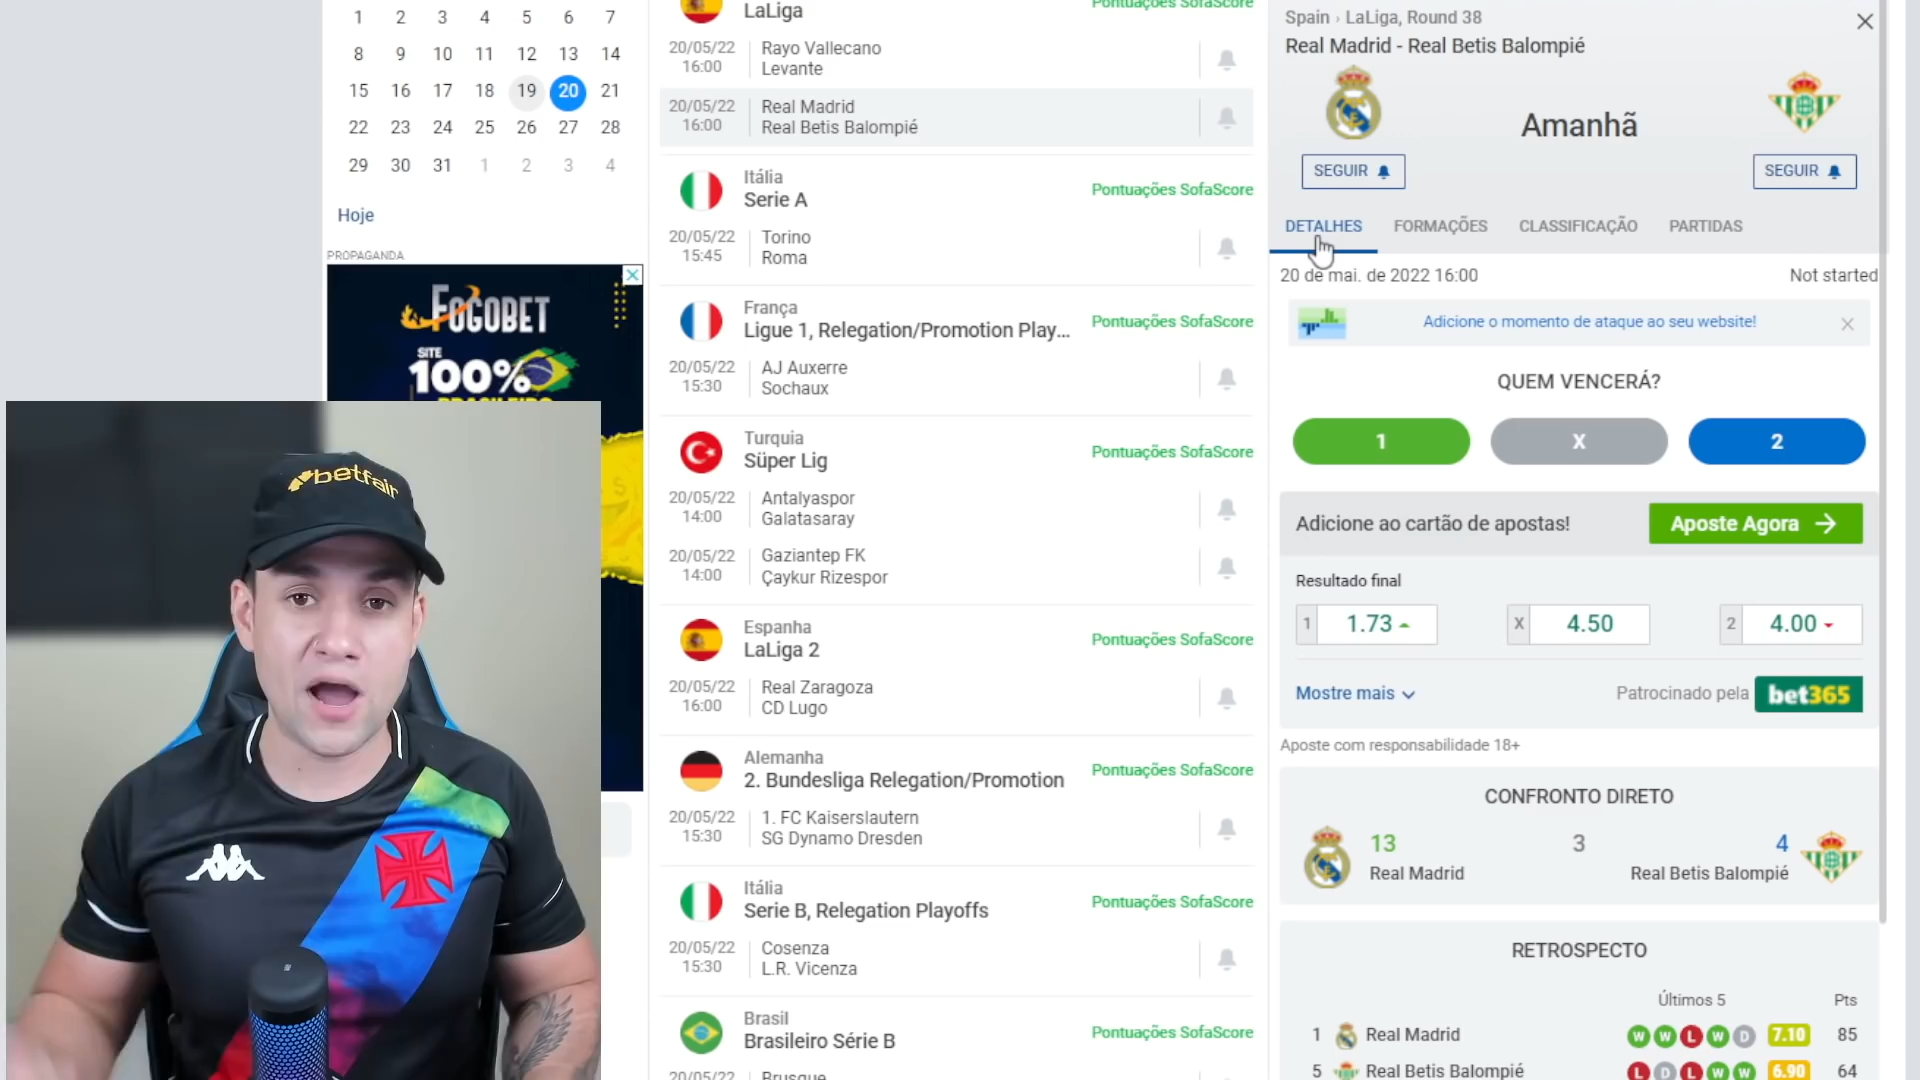 1 2 3 4 5 6 7
8 9 10 11 12 13 14
15 16 17 18 19 20 21
22 23 24 25 26 27 28
29 30 31 1 2 3 4
Hoje
PROPAGANDA
FOGOBET
SITE
100%
betfair
LaLiga
Pontuações SofaScore
20/05/22
16:00
Rayo Vallecano
Levante
20/05/22
16:00
Real Madrid
Real Betis Balompié
Itália
Serie A
Pontuações SofaScore
20/05/22
15:45
Torino
Roma
França
Ligue 1, Relegation/Promotion Play...
Pontuações SofaScore
20/05/22
15:30
AJ Auxerre
Sochaux
Turquia
Süper Lig
Pontuações SofaScore
20/05/22
14:00
Antalyaspor
Galatasaray
20/05/22
14:00
Gaziantep FK
Çaykur Rizespor
Espanha
LaLiga 2
Pontuações SofaScore
20/05/22
16:00
Real Zaragoza
CD Lugo
Alemanha
2. Bundesliga Relegation/Promotion
Pontuações SofaScore
20/05/22
15:30
1. FC Kaiserslautern
SG Dynamo Dresden
Itália
Serie B, Relegation Playoffs
Pontuações SofaScore
20/05/22
15:30
Cosenza
L.R. Vicenza
Brasil
Brasileiro Série B
Pontuações SofaScore
20/05/22
Brusque
Spain › LaLiga, Round 38
Real Madrid - Real Betis Balompié
Amanhã
SEGUIR
SEGUIR
DETALHES FORMAÇÕES CLASSIFICAÇÃO PARTIDAS
20 de mai. de 2022 16:00
Not started
Adicione o momento de ataque ao seu website!
QUEM VENCERÁ?
1 X 2
Adicione ao cartão de apostas!
Aposte Agora
Resultado final
1 1.73 X 4.50 2 4.00
Mostre mais
Patrocinado pela bet365
Aposte com responsabilidade 18+
CONFRONTO DIRETO
13 3 4
Real Madrid
Real Betis Balompié
RETROSPECTO
Últimos 5 Pts
1 Real Madrid W W L W D 7.10 85
5 Real Betis Balompié L D L W W 6.90 64